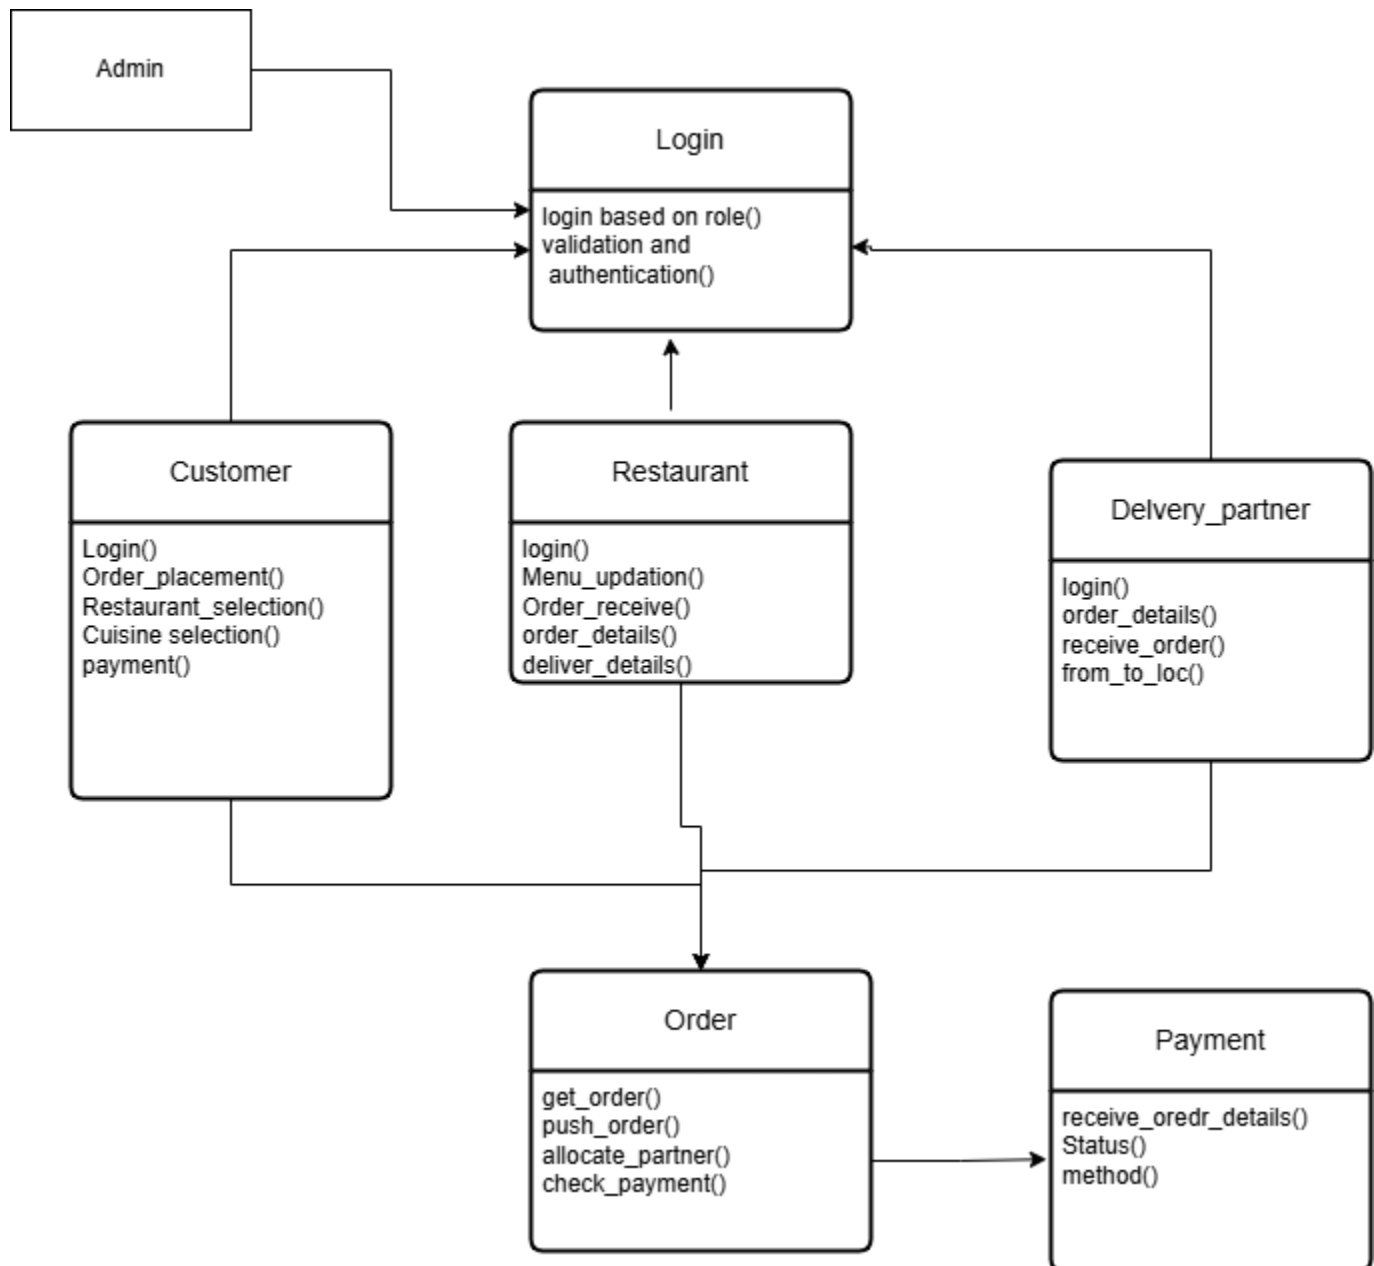 Admin
Login
login based on role()
validation and
authentication()
Customer
Login()
Order_placement()
Restaurant_selection()
Cuisine selection()
payment()
Restaurant
login()
Menu_updation()
Order_receive()
order_details()
deliver_details()
Delvery_partner
login()
order_details()
receive_order()
from_to_loc()
Order
get_order()
push_order()
allocate_partner()
check_payment()
Payment
receive_oredr_details()
Status()
method()